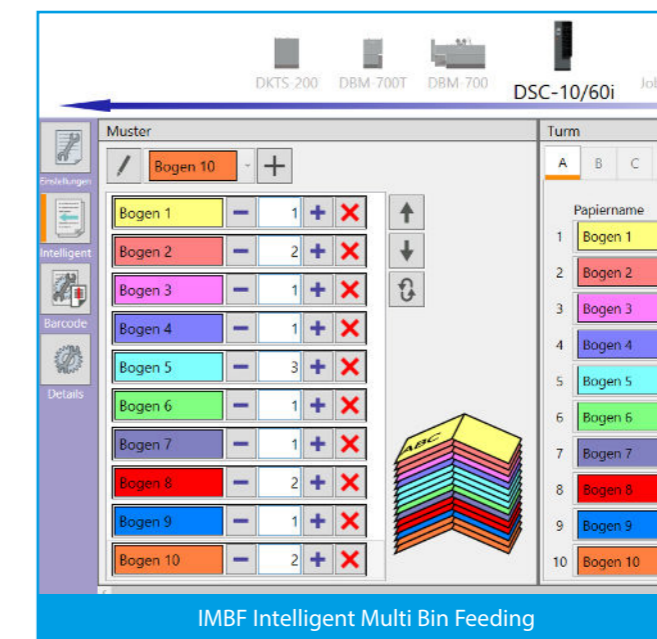 DKTS-200 DBM-700T DBM-700 DSC-10/60i Job
Muster
Bogen 10
Bogen 1 1
Bogen 2 2
Bogen 3 1
Bogen 4 1
Bogen 5 3
Bogen 6 1
Bogen 7 1
Bogen 8 2
Bogen 9 1
Bogen 10 2
ABC
Einstellungen
Intelligent
Barcode
Details
Turm
A B C
Papiername
1 Bogen 1
2 Bogen 2
3 Bogen 3
4 Bogen 4
5 Bogen 5
6 Bogen 6
7 Bogen 7
8 Bogen 8
9 Bogen 9
10 Bogen 10
IMBF Intelligent Multi Bin Feeding